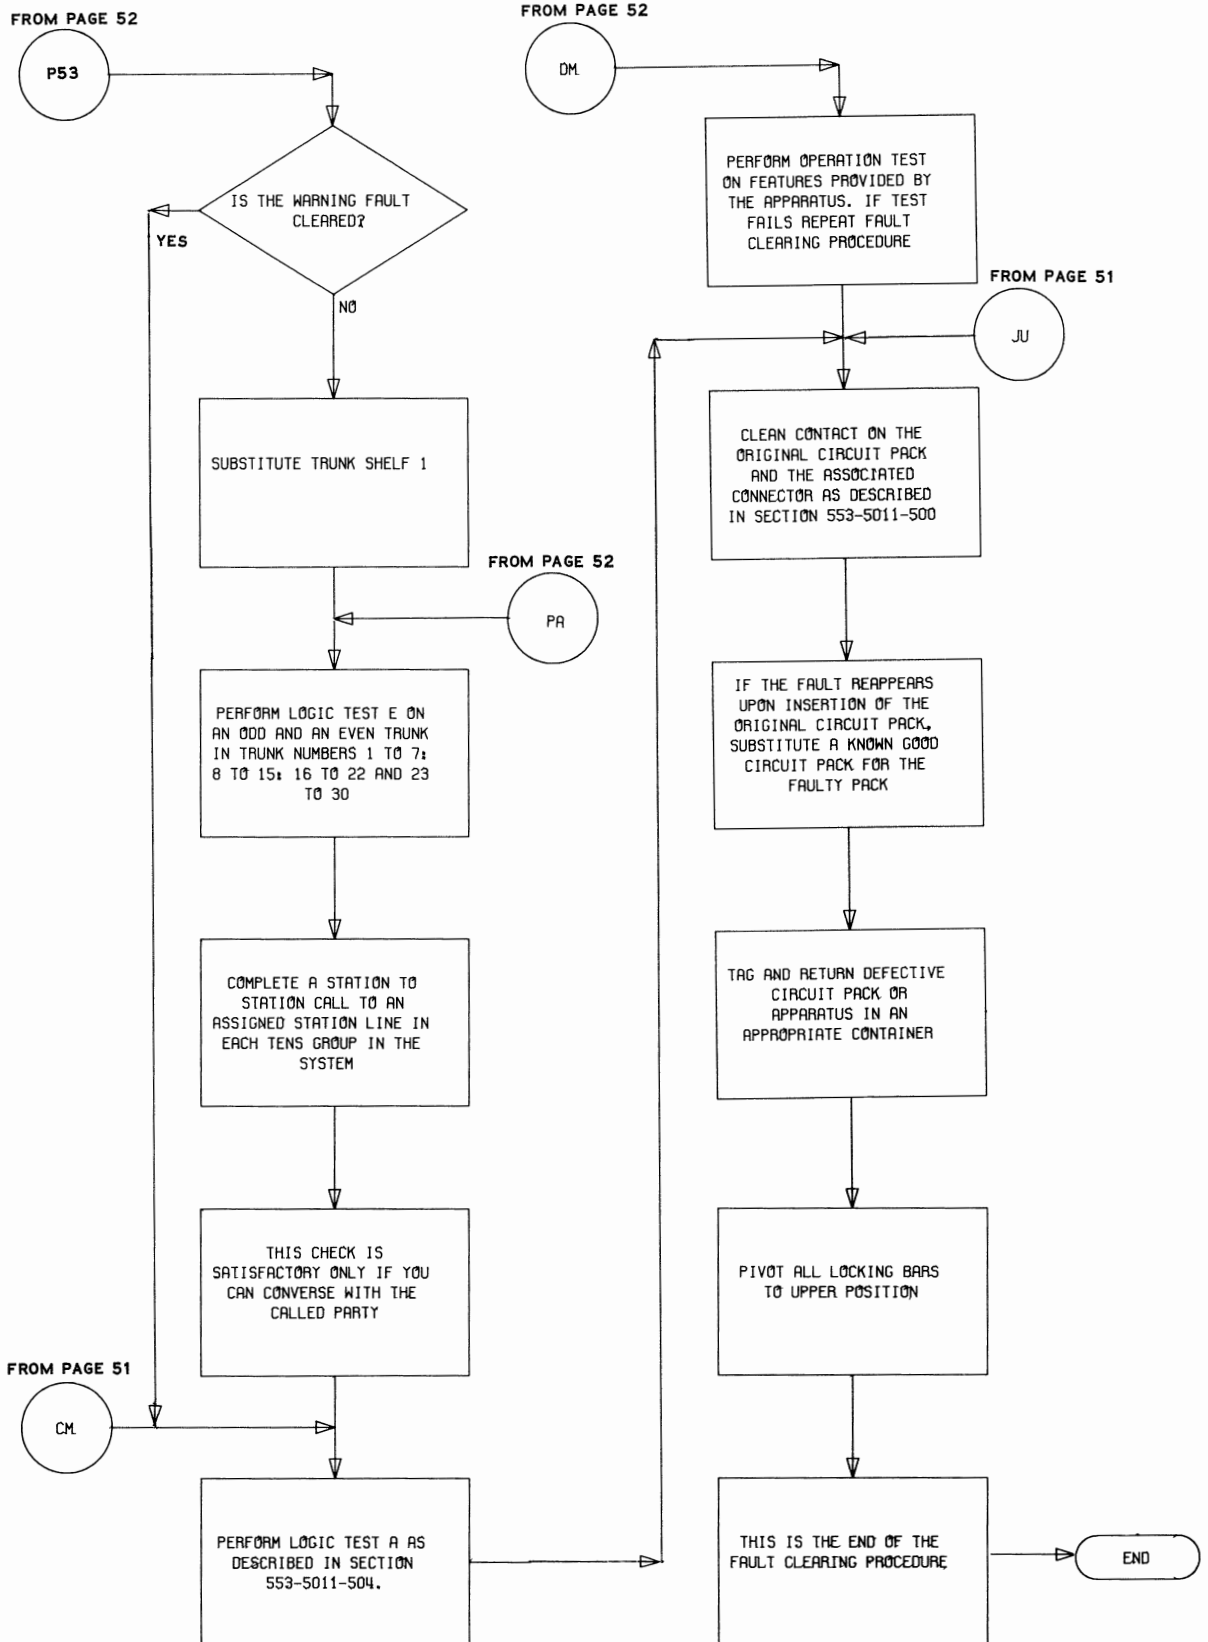 FROM PAGE 52
P53
IS THE WARNING FAULT
CLEARED?
YES
NO
SUBSTITUTE TRUNK SHELF 1
FROM PAGE 52
PA
PERFORM LOGIC TEST E ON
AN ODD AND AN EVEN TRUNK
IN TRUNK NUMBERS 1 TO 7;
8 TO 15; 16 TO 22 AND 23
TO 30
COMPLETE A STATION TO
STATION CALL TO AN
ASSIGNED STATION LINE IN
EACH TENS GROUP IN THE
SYSTEM
THIS CHECK IS
SATISFACTORY ONLY IF YOU
CAN CONVERSE WITH THE
CALLED PARTY
FROM PAGE 51
CM.
PERFORM LOGIC TEST A AS
DESCRIBED IN SECTION
553-5011-504.
FROM PAGE 52
DM.
PERFORM OPERATION TEST
ON FEATURES PROVIDED BY
THE APPARATUS. IF TEST
FAILS REPEAT FAULT
CLEARING PROCEDURE
FROM PAGE 51
JU
CLEAN CONTACT ON THE
ORIGINAL CIRCUIT PACK
AND THE ASSOCIATED
CONNECTOR AS DESCRIBED
IN SECTION 553-5011-500
IF THE FAULT REAPPEARS
UPON INSERTION OF THE
ORIGINAL CIRCUIT PACK,
SUBSTITUTE A KNOWN GOOD
CIRCUIT PACK FOR THE
FAULTY PACK
TAG AND RETURN DEFECTIVE
CIRCUIT PACK OR
APPARATUS IN AN
APPROPRIATE CONTAINER
PIVOT ALL LOCKING BARS
TO UPPER POSITION
THIS IS THE END OF THE
FAULT CLEARING PROCEDURE
END